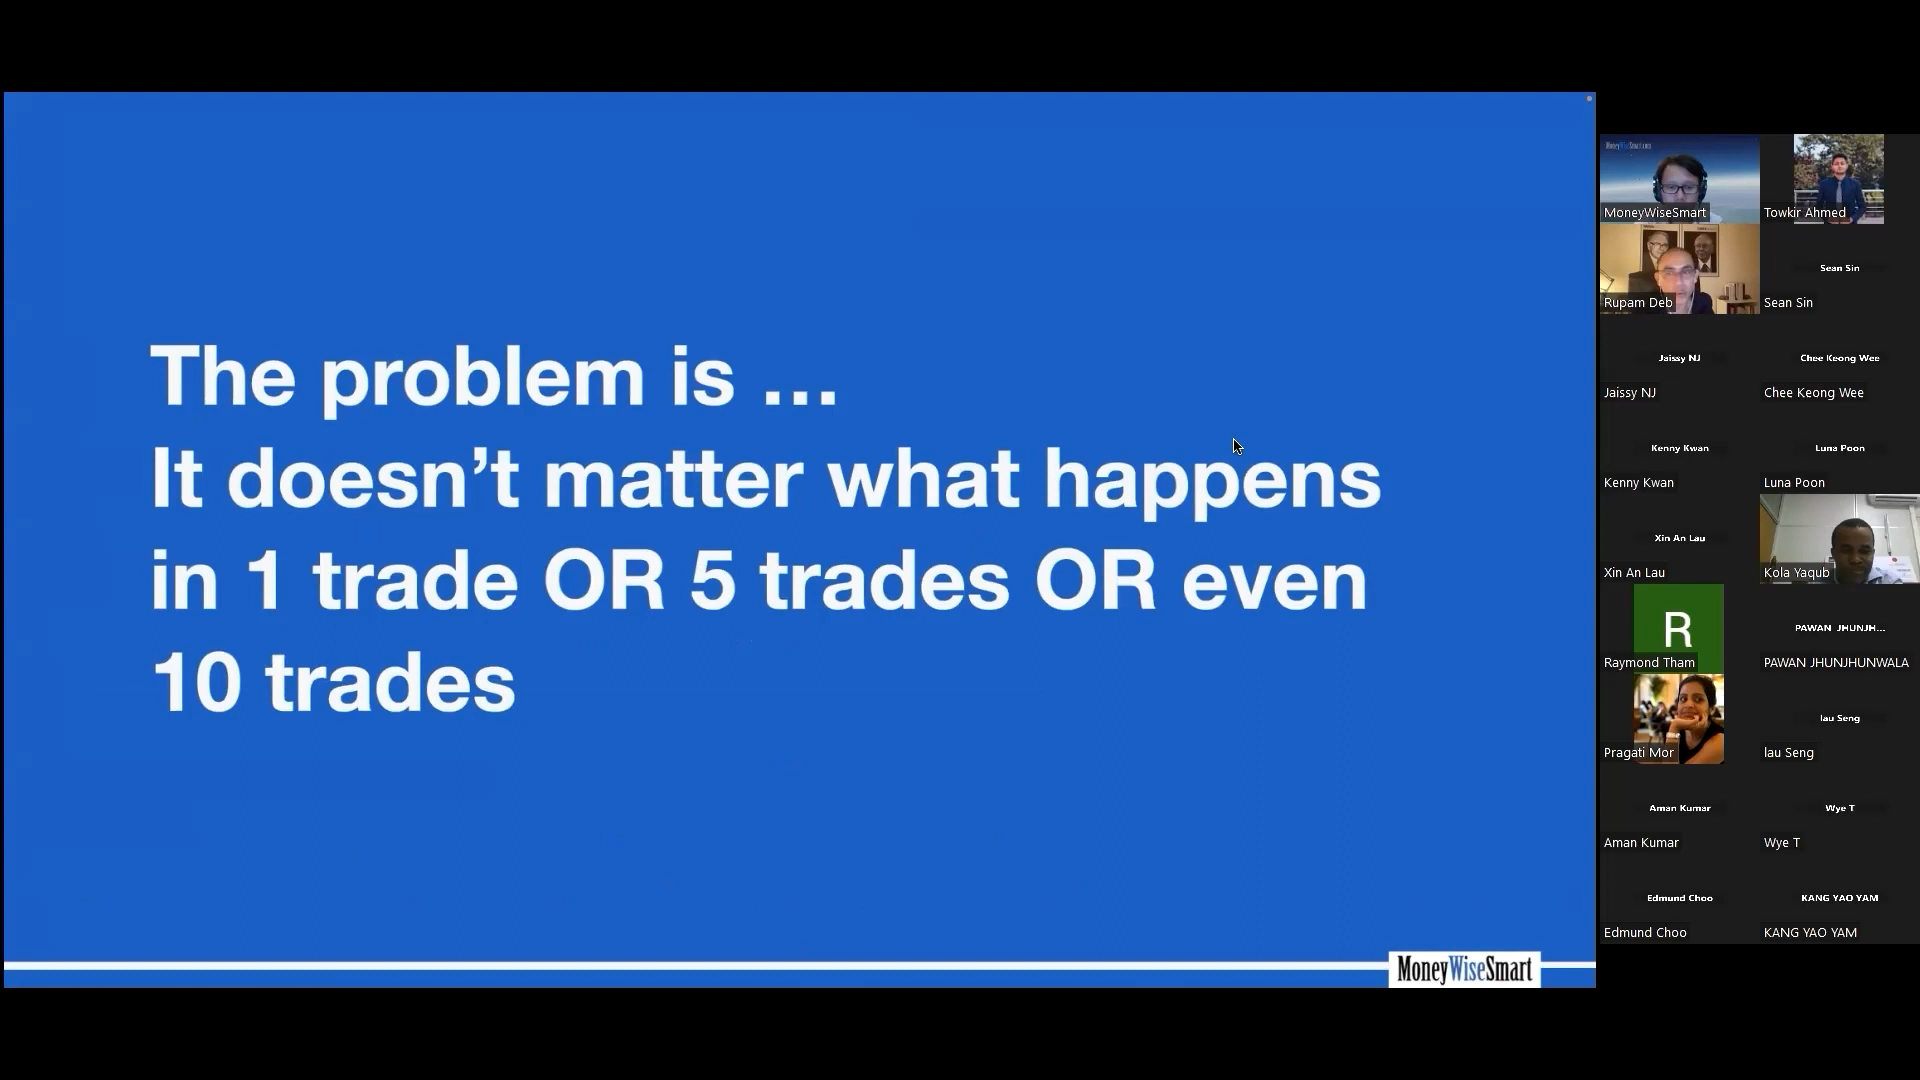 The problem is …
It doesn’t matter what happens
in 1 trade OR 5 trades OR even
10 trades
MoneyWiseSmart
MoneyWiseSmart.com
MoneyWiseSmart
Towkir Ahmed
Rupam Deb
Sean Sin
Sean Sin
Jaissy NJ
Jaissy NJ
Chee Keong Wee
Chee Keong Wee
Kenny Kwan
Kenny Kwan
Luna Poon
Luna Poon
Xin An Lau
Xin An Lau
Kola Yaqub
R
Raymond Tham
PAWAN JHUNJH...
PAWAN JHUNJHUNWALA
Pragati Mor
lau Seng
lau Seng
Aman Kumar
Aman Kumar
Wye T
Wye T
Edmund Choo
Edmund Choo
KANG YAO YAM
KANG YAO YAM